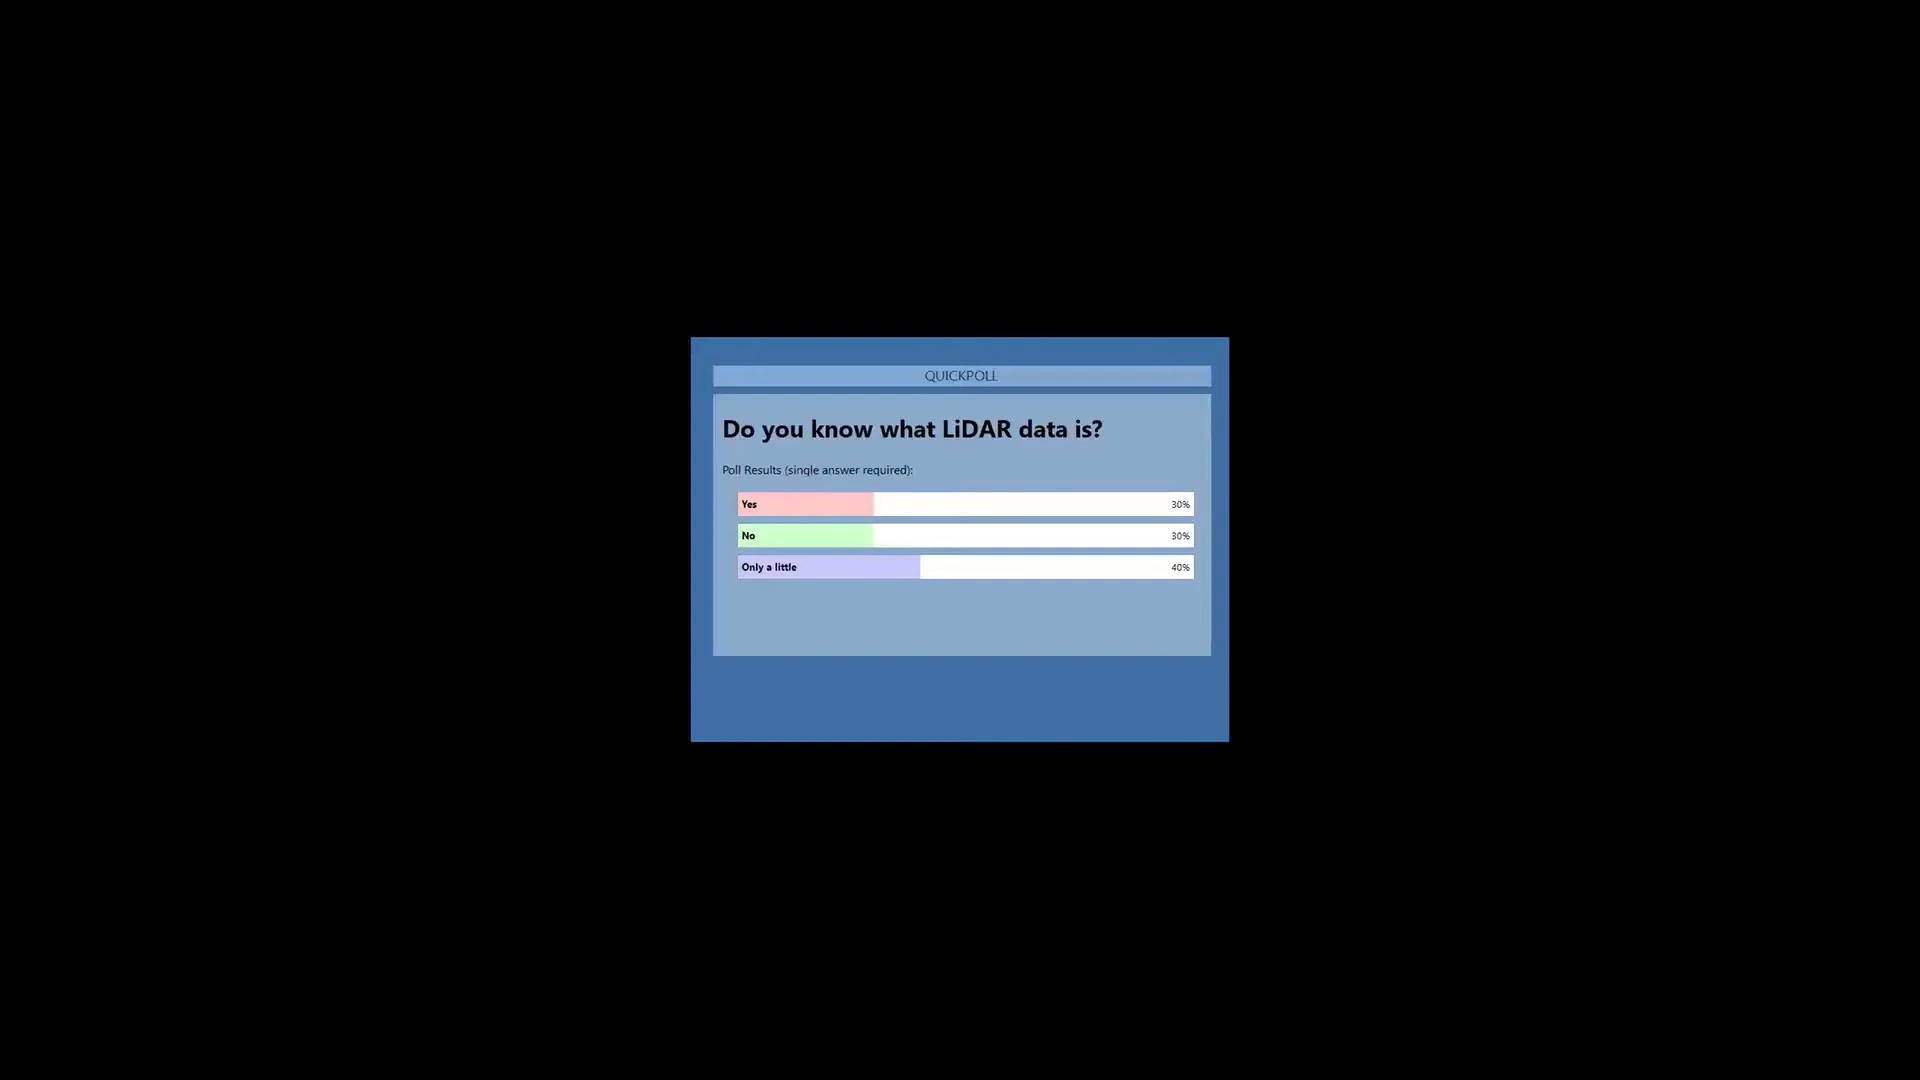 QUICKPOLL
Do you know what LiDAR data is?
Poll Results (single answer required):
Yes 30%
No 30%
Only a little 40%